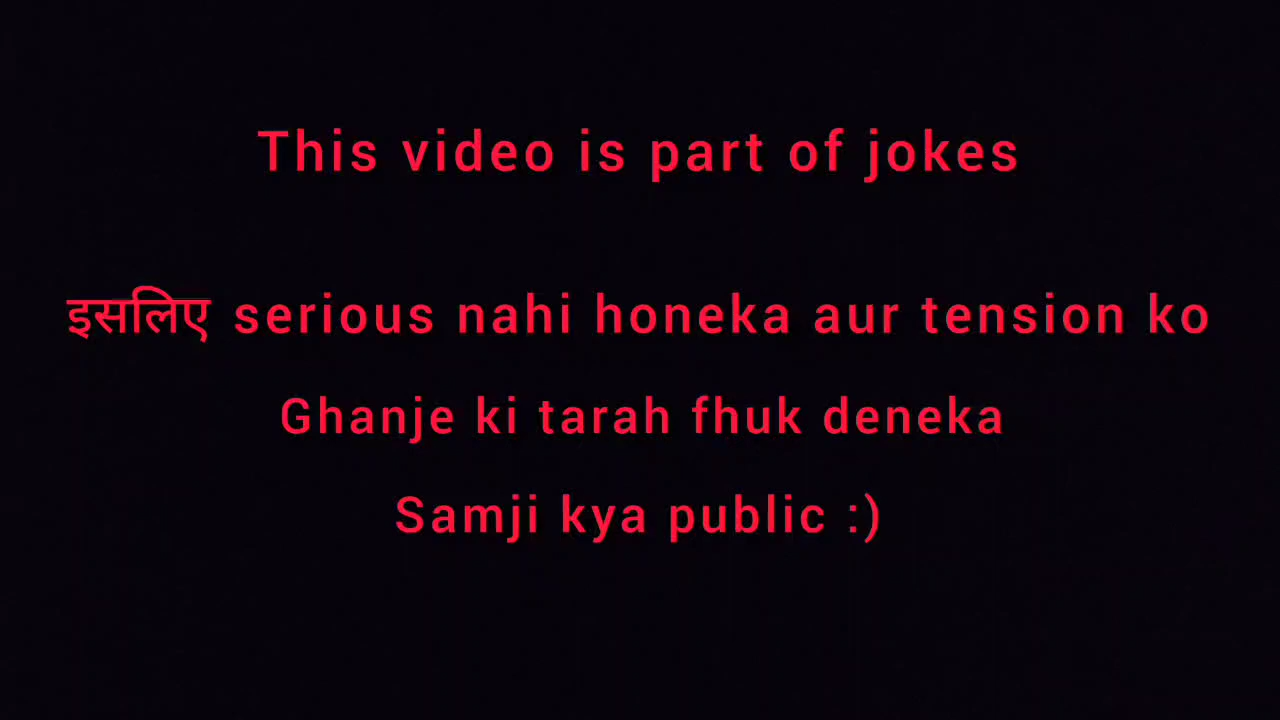 This video is part of jokes
इसलिए serious nahi honeka aur tension ko
Ghanje ki tarah fhuk deneka
Samji kya public :)